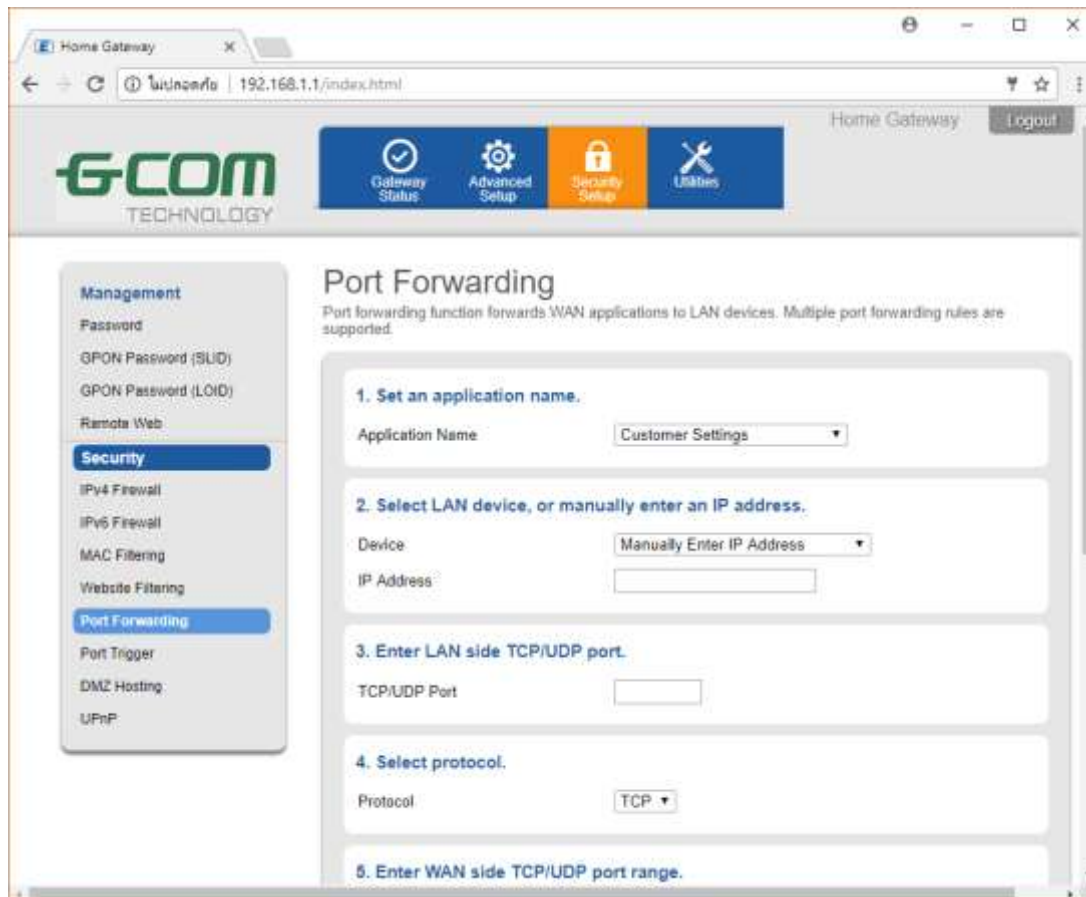 Home Gateway
ไม่ปลอดภัย | 192.168.1.1/index.html
Home Gateway
Logout
G-COM
TECHNOLOGY
Gateway
Status
Advanced
Setup
Security
Setup
Utilities
Management
Password
GPON Password (SLID)
GPON Password (LOID)
Remote Web
Security
IPv4 Firewall
IPv6 Firewall
MAC Filtering
Website Filtering
Port Forwarding
Port Trigger
DMZ Hosting
UPnP
Port Forwarding
Port forwarding function forwards WAN applications to LAN devices. Multiple port forwarding rules are
supported.
1. Set an application name.
Application Name
Customer Settings
2. Select LAN device, or manually enter an IP address.
Device
Manually Enter IP Address
IP Address
3. Enter LAN side TCP/UDP port.
TCP/UDP Port
4. Select protocol.
Protocol
TCP
5. Enter WAN side TCP/UDP port range.